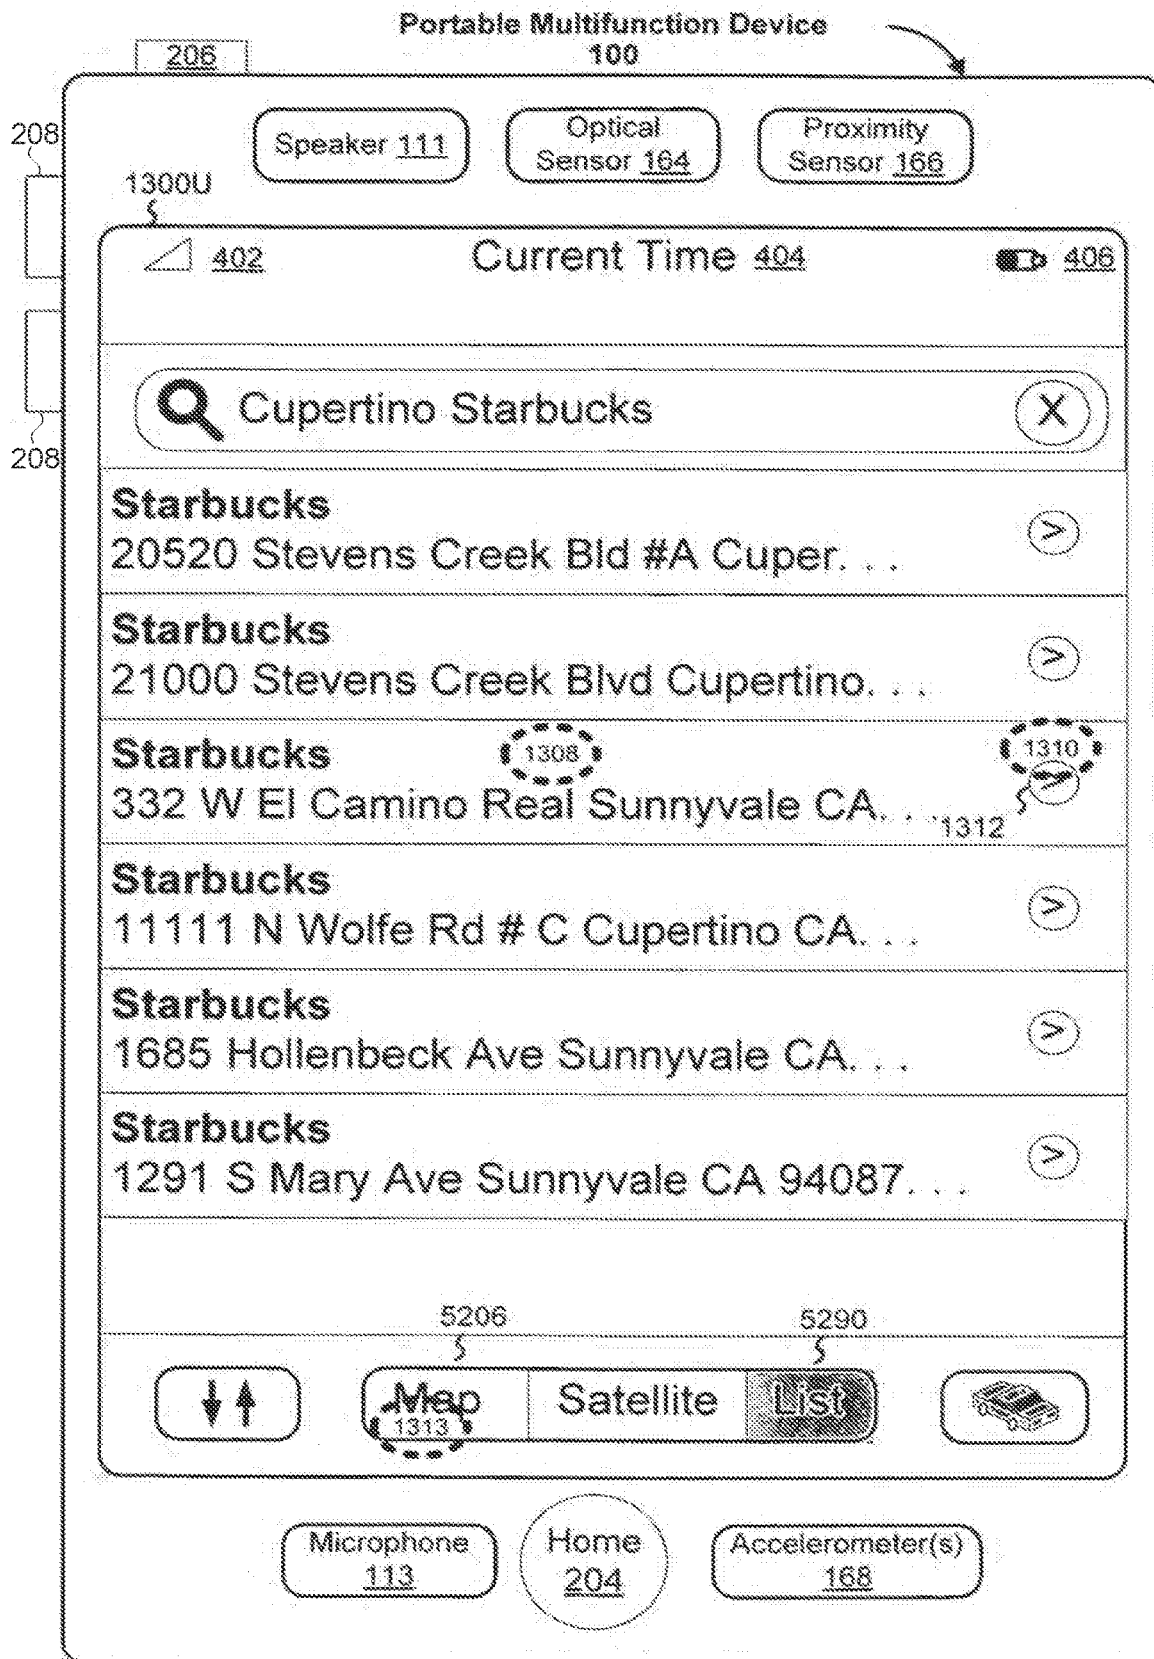 Portable Multifunction Device
100
206
208
Speaker 111
Optical
Sensor 164
Proximity
Sensor 166
1300U
402
Current Time 404
406
208
Cupertino Starbucks
X
Starbucks
20520 Stevens Creek Bld #A Cuper. . .
>
Starbucks
21000 Stevens Creek Blvd Cupertino. . .
>
Starbucks
1308
1310
332 W El Camino Real Sunnyvale CA. . .
>
1312
Starbucks
11111 N Wolfe Rd # C Cupertino CA. . .
>
Starbucks
1685 Hollenbeck Ave Sunnyvale CA. . .
>
Starbucks
1291 S Mary Ave Sunnyvale CA 94087. . .
>
5206
5290
Map
Satellite
List
1313
Microphone
113
Home
204
Accelerometer(s)
168